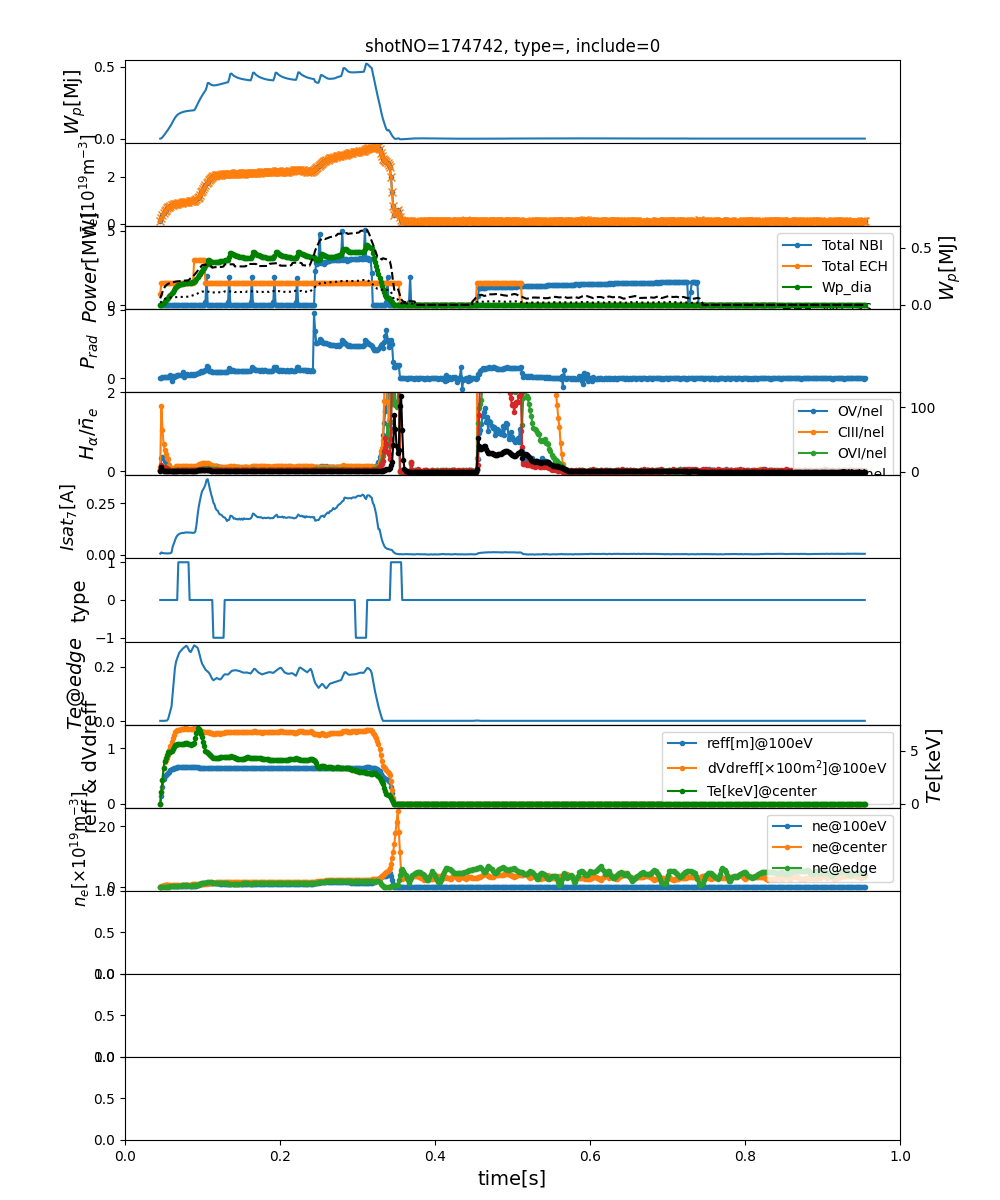 shotNO=174742, type=, include=0
W_p[MJ]
0.5
0.0
n̄_e[10^19 m^-3]
2
0
Power[MW]
5
0
W_p[MJ]
0.5
0.0
Total NBI
Total ECH
Wp_dia
P_rad
5
0
H_α/n̄_e
2
0
100
0
OV/nel
CIII/nel
OVI/nel
Isat_7[A]
0.25
0.00
type
1
0
−1
Te@edge
0.2
0.0
reff & dVdreff
1
0
Te[keV]
5
0
reff[m]@100eV
dVdreff[×100m^2]@100eV
Te[keV]@center
n_e[×10^19 m^-3]
20
0
ne@100eV
ne@center
ne@edge
1.0
0.5
0.0
1.0
0.5
0.0
1.0
0.5
0.0
0.0
0.2
0.4
0.6
0.8
1.0
time[s]